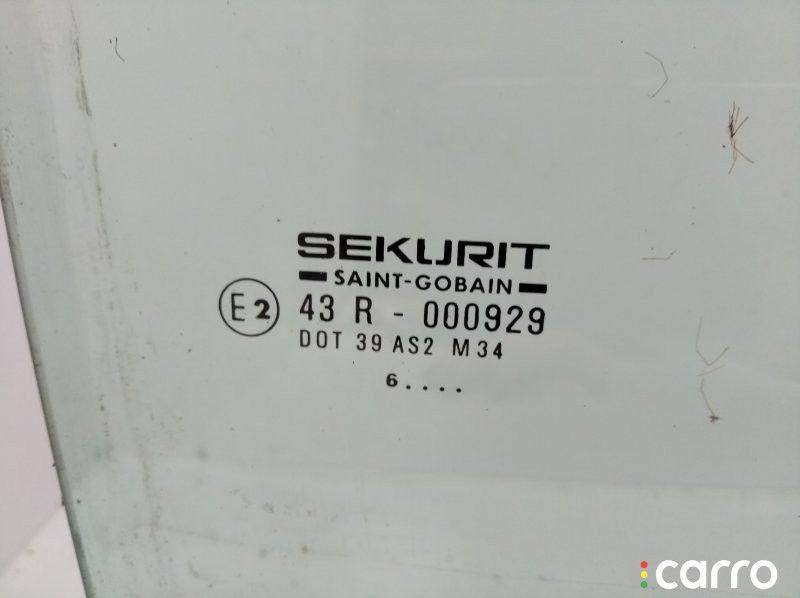 SEKURIT
SAINT-GOBAIN
E2 43 R - 000929
DOT 39 AS2 M34
6....
carro